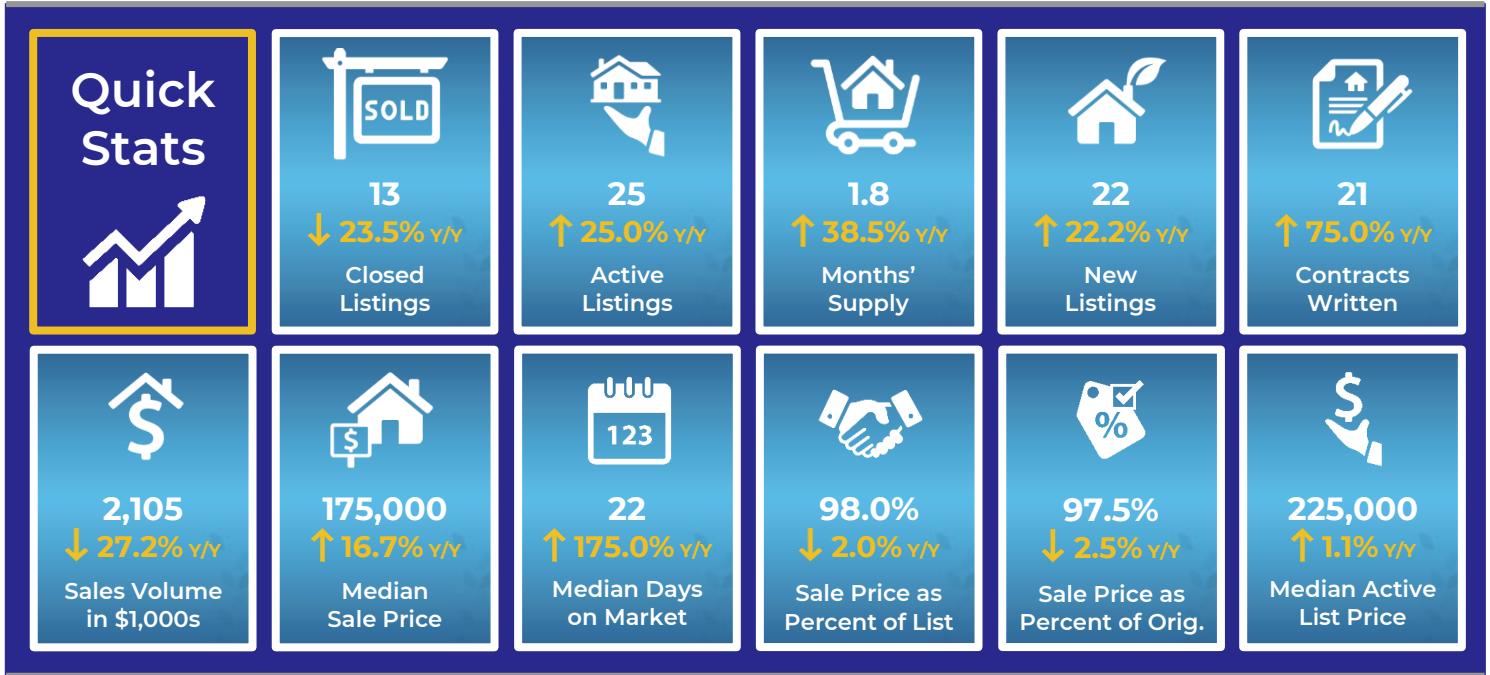 Quick
Stats
SOLD
13
↓ 23.5% Y/Y
Closed
Listings
25
↑ 25.0% Y/Y
Active
Listings
1.8
↑ 38.5% Y/Y
Months’
Supply
22
↑ 22.2% Y/Y
New
Listings
21
↑ 75.0% Y/Y
Contracts
Written
$
2,105
↓ 27.2% Y/Y
Sales Volume
in $1,000s
$
175,000
↑ 16.7% Y/Y
Median
Sale Price
123
22
↑ 175.0% Y/Y
Median Days
on Market
98.0%
↓ 2.0% Y/Y
Sale Price as
Percent of List
%
97.5%
↓ 2.5% Y/Y
Sale Price as
Percent of Orig.
$
225,000
↑ 1.1% Y/Y
Median Active
List Price